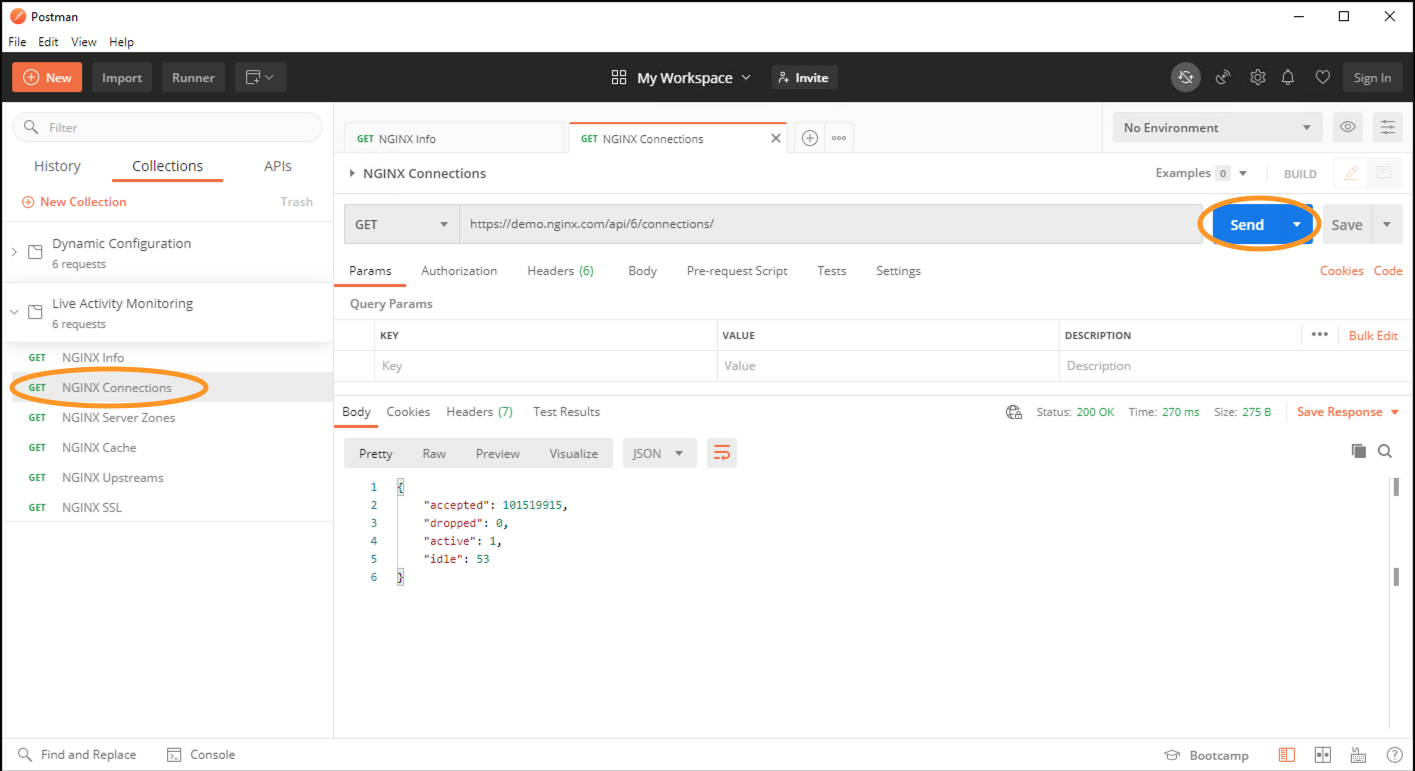 Postman
File Edit View Help
New Import Runner My Workspace Invite Sign In
Filter
History Collections APIs
New Collection Trash
Dynamic Configuration
6 requests
Live Activity Monitoring
6 requests
GET NGINX Info
GET NGINX Connections
GET NGINX Server Zones
GET NGINX Cache
GET NGINX Upstreams
GET NGINX SSL
GET NGINX Info GET NGINX Connections No Environment
NGINX Connections Examples 0 BUILD
GET https://demo.nginx.com/api/6/connections/ Send Save
Params Authorization Headers (6) Body Pre-request Script Tests Settings Cookies Code
Query Params
KEY VALUE DESCRIPTION Bulk Edit
Key Value Description
Body Cookies Headers (7) Test Results Status: 200 OK Time: 270 ms Size: 275 B Save Response
Pretty Raw Preview Visualize JSON
1 {
2 "accepted": 101519915,
3 "dropped": 0,
4 "active": 1,
5 "idle": 53
6 }
Find and Replace Console Bootcamp